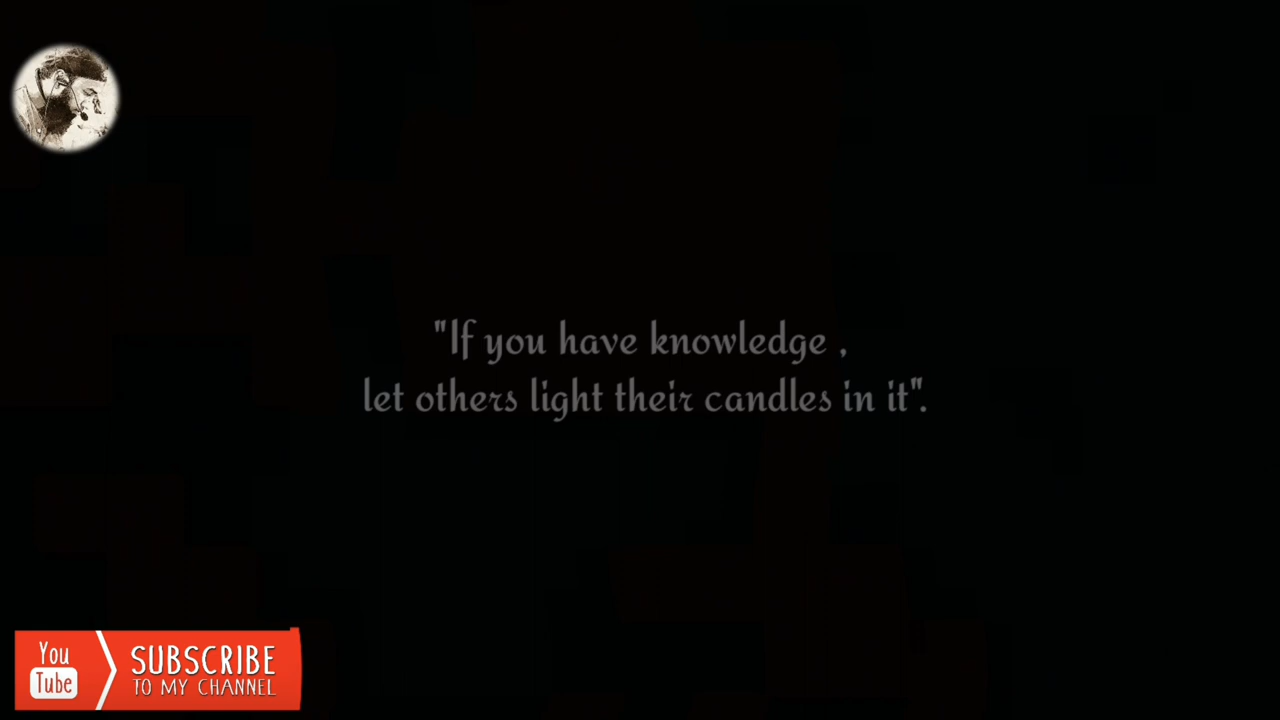 "If you have knowledge ,
let others light their candles in it".
You
Tube
SUBSCRIBE
TO MY CHANNEL